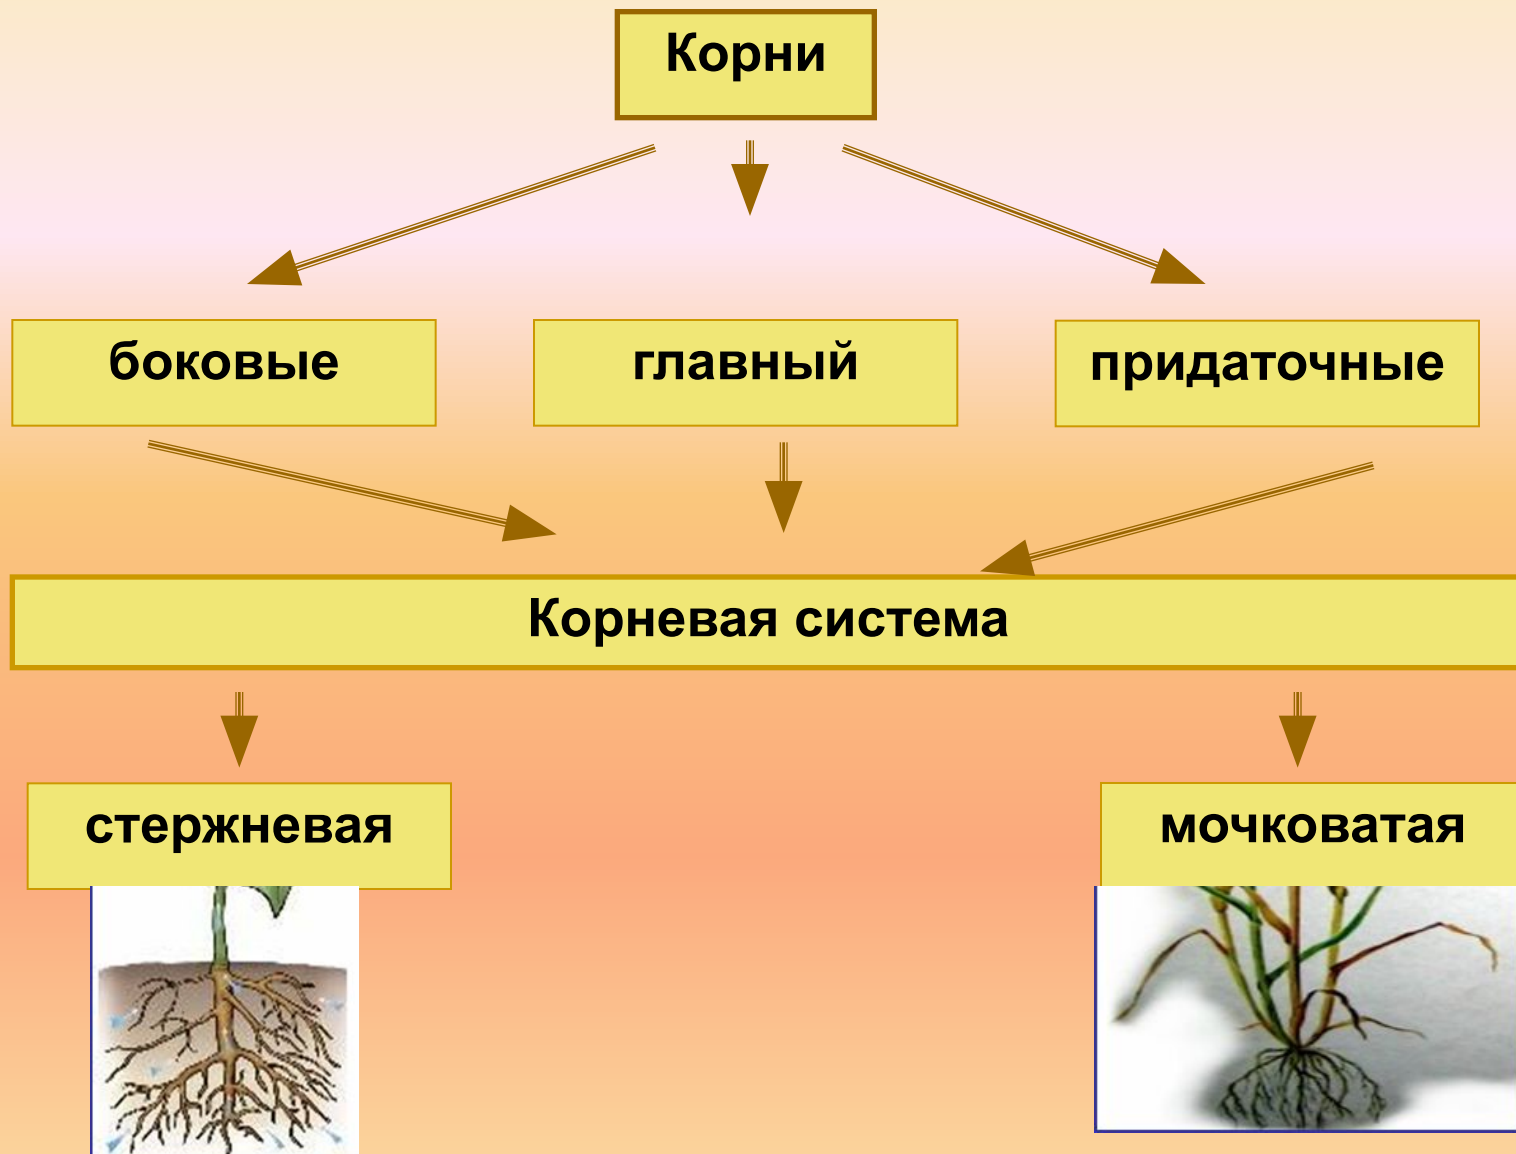 Корни
боковые
главный
придаточные
Корневая система
стержневая
мочковатая